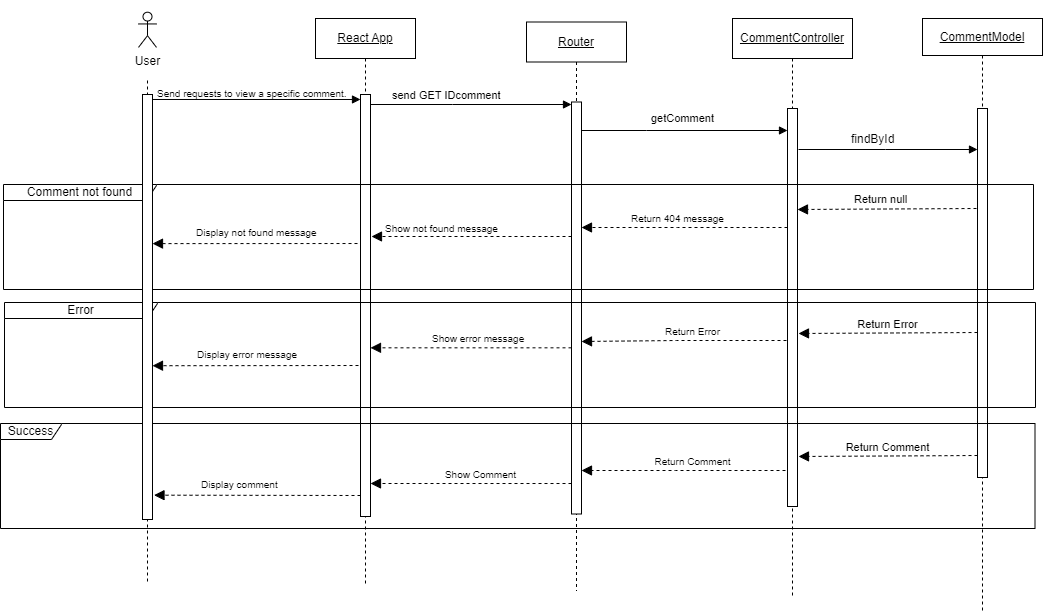 User
React App
Router
CommentController
CommentModel
Send requests to view a specific comment.
send GET IDcomment
getComment
findById
Comment not found
Return null
Return 404 message
Show not found message
Display not found message
Error
Return Error
Return Error
Show error message
Display error message
Success
Return Comment
Return Comment
Show Comment
Display comment